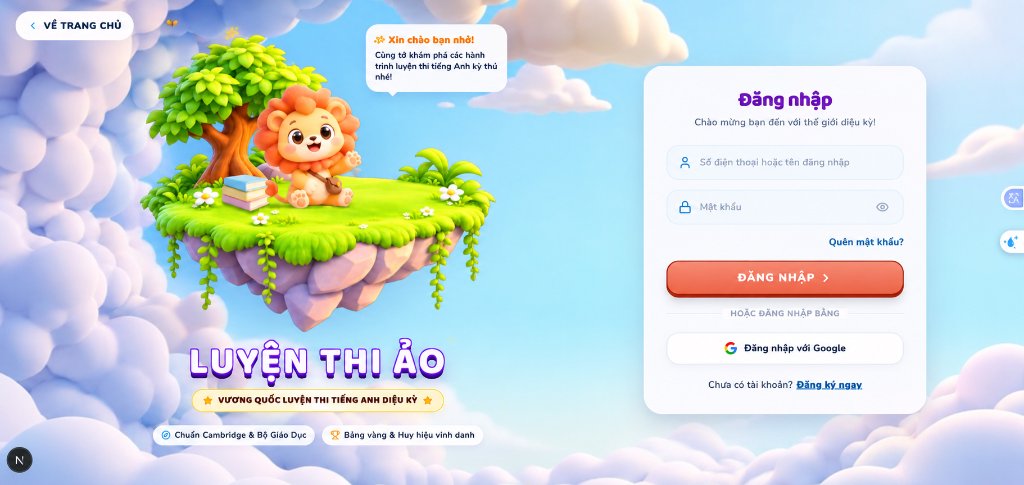 VỀ TRANG CHỦ
Xin chào bạn nhỏ!
Cùng tớ khám phá các hành
trình luyện thi tiếng Anh kỳ thú
nhé!
LUYỆN THI ẢO
VƯƠNG QUỐC LUYỆN THI TIẾNG ANH DIỆU KỲ
Chuẩn Cambridge & Bộ Giáo Dục
Bảng vàng & Huy hiệu vinh danh
Đăng nhập
Chào mừng bạn đến với thế giới diệu kỳ!
Số điện thoại hoặc tên đăng nhập
Mật khẩu
Quên mật khẩu?
ĐĂNG NHẬP
HOẶC ĐĂNG NHẬP BẰNG
Đăng nhập với Google
Chưa có tài khoản? Đăng ký ngay
N